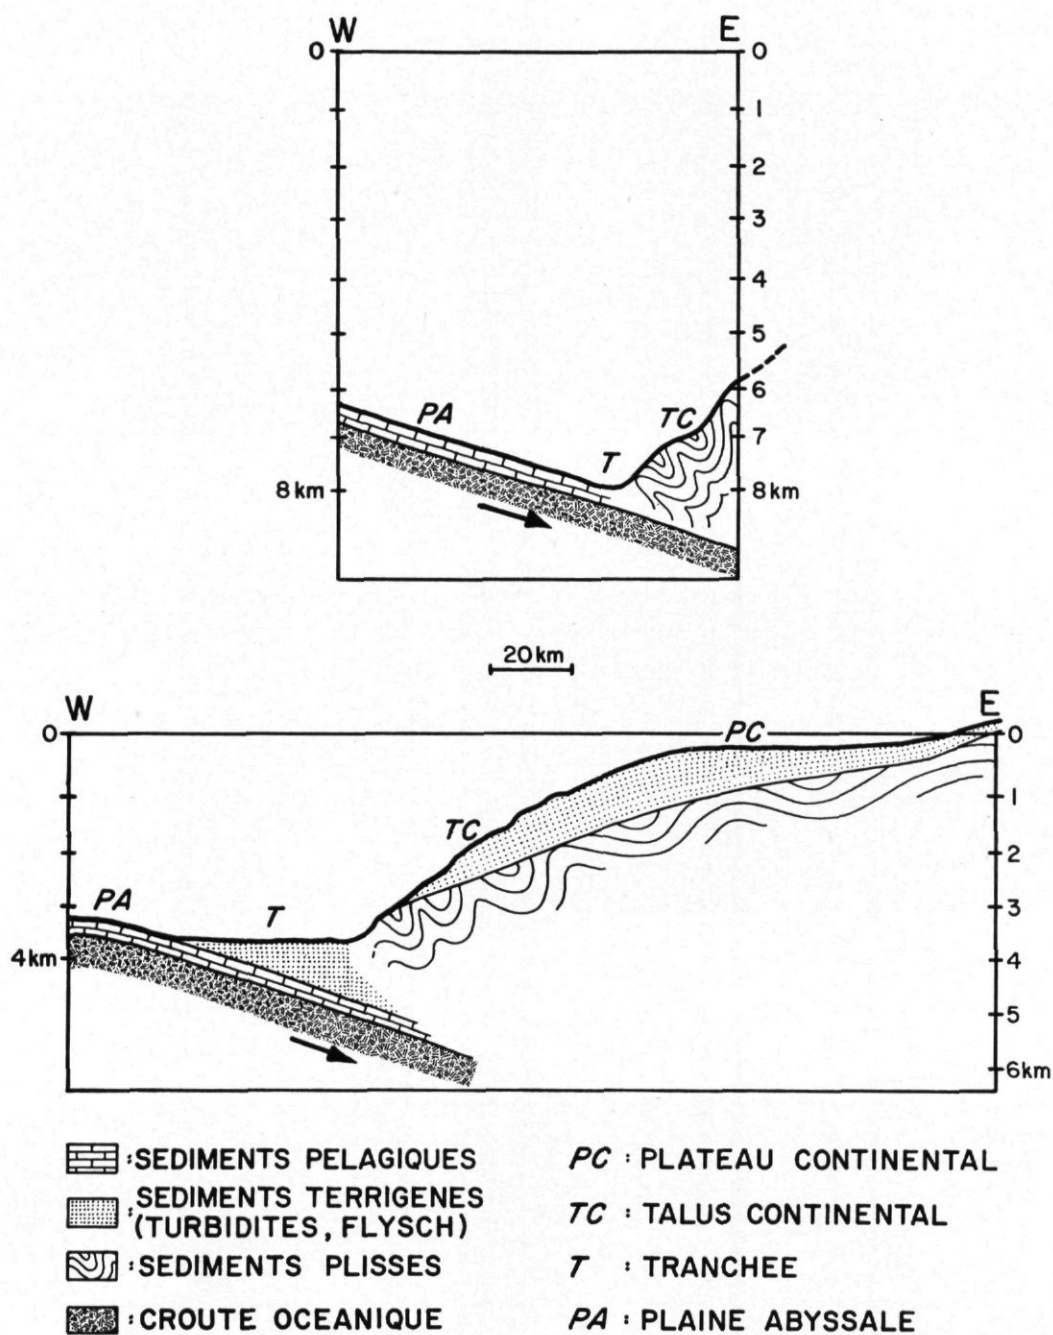 W E
0 0
1
2
3
4
5
6
7
8 km 8 km
PA
TC
T
20 km
W E
0 0
PC
1
TC
2
PA
T
3
4 km 4
5
6 km
: SEDIMENTS PELAGIQUES
: SEDIMENTS TERRIGENES
(TURBIDITES, FLYSCH)
: SEDIMENTS PLISSES
: CROUTE OCEANIQUE
PC : PLATEAU CONTINENTAL
TC : TALUS CONTINENTAL
T : TRANCHEE
PA : PLAINE ABYSSALE